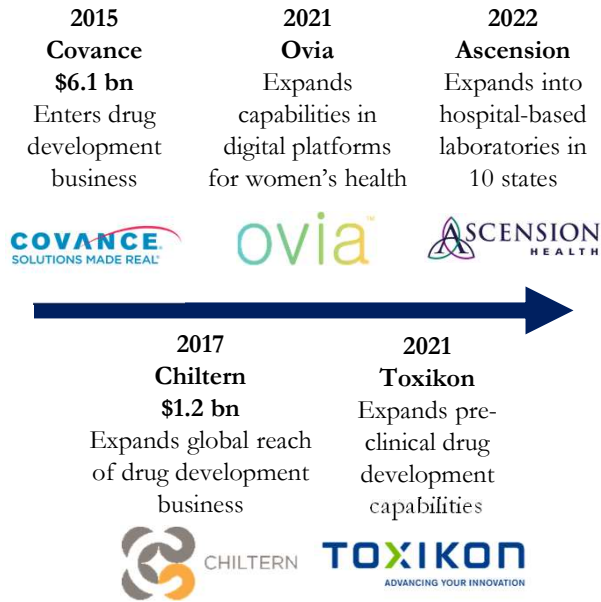 2015
Covance
$6.1 bn
Enters drug
development
business
COVANCE
SOLUTIONS MADE REAL®
2021
Ovia
Expands
capabilities in
digital platforms
for women's health
ovia™
2022
Ascension
Expands into
hospital-based
laboratories in
10 states
ASCENSION
HEALTH
2017
Chiltern
$1.2 bn
Expands global reach
of drug development
business
CHILTERN
2021
Toxikon
Expands pre-
clinical drug
development
capabilities
TOXIKON
ADVANCING YOUR INNOVATION